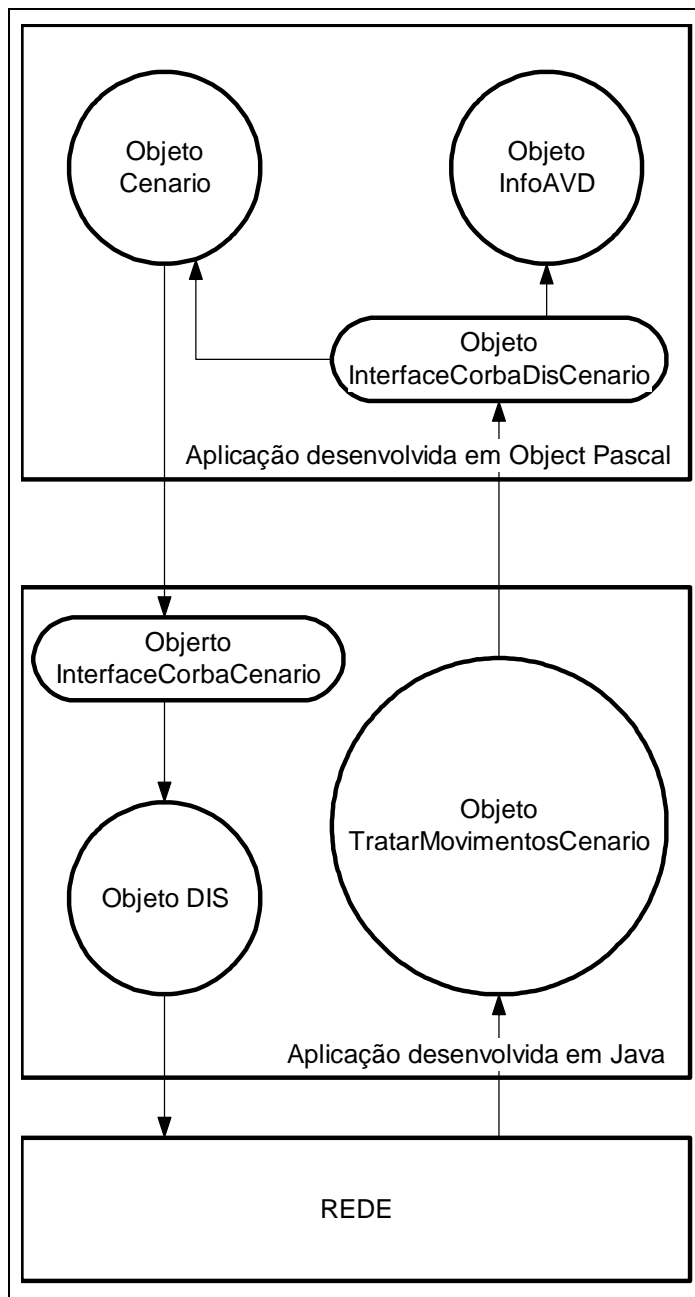 Objeto
Cenario
Objeto
InfoAVD
Objeto
InterfaceCorbaDisCenario
Aplicação desenvolvida em Object Pascal
Objerto
InterfaceCorbaCenario
Objeto
TratarMovimentosCenario
Objeto DIS
Aplicação desenvolvida em Java
REDE